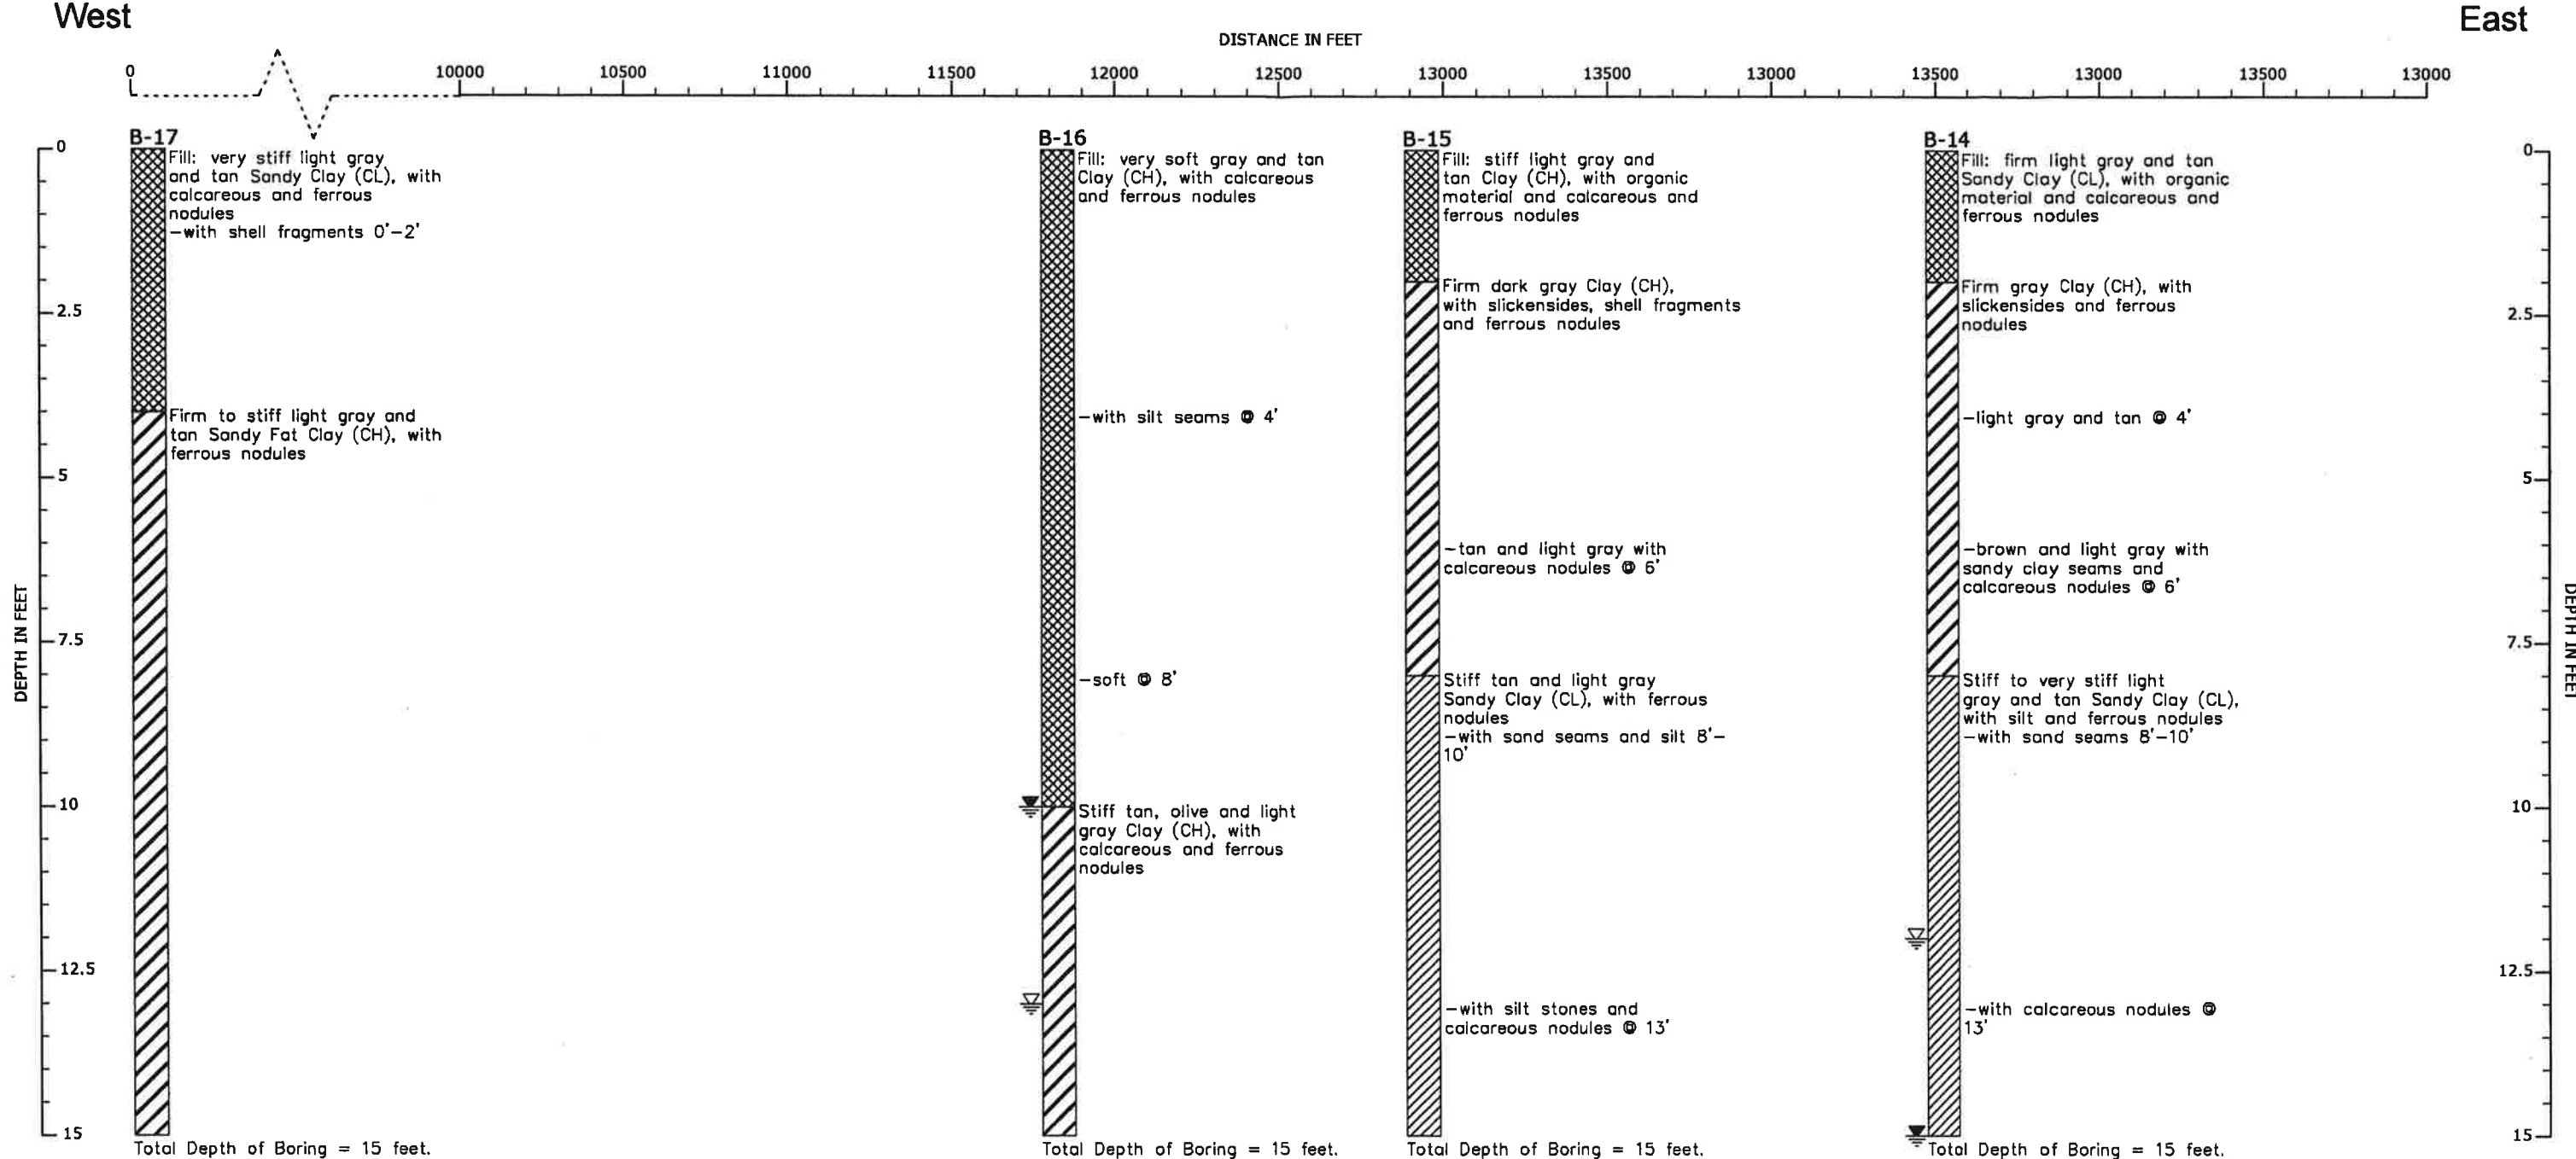 West
East
DISTANCE IN FEET
0 10000 10500 11000 11500 12000 12500 13000 13500 13000 13500 13000 13500 13000
B-17
Fill: very stiff light gray
and tan Sandy Clay (CL), with
calcareous and ferrous
nodules
-with shell fragments 0'-2'
Firm to stiff light gray and
tan Sandy Fat Clay (CH), with
ferrous nodules
Total Depth of Boring = 15 feet.
B-16
Fill: very soft gray and tan
Clay (CH), with calcareous
and ferrous nodules
-with silt seams @ 4'
-soft @ 8'
Stiff tan, olive and light
gray Clay (CH), with
calcareous and ferrous
nodules
Total Depth of Boring = 15 feet.
B-15
Fill: stiff light gray and
tan Clay (CH), with organic
material and calcareous and
ferrous nodules
Firm dark gray Clay (CH),
with slickensides, shell fragments
and ferrous nodules
-tan and light gray with
calcareous nodules @ 6'
Stiff tan and light gray
Sandy Clay (CL), with ferrous
nodules
-with sand seams and silt 8'-
10'
-with silt stones and
calcareous nodules @ 13'
Total Depth of Boring = 15 feet.
B-14
Fill: firm light gray and tan
Sandy Clay (CL), with organic
material and calcareous and
ferrous nodules
Firm gray Clay (CH), with
slickensides and ferrous
nodules
-light gray and tan @ 4'
-brown and light gray with
sandy clay seams and
calcareous nodules @ 6'
Stiff to very stiff light
gray and tan Sandy Clay (CL),
with silt and ferrous nodules
-with sand seams 8'-10'
-with calcareous nodules @
13'
Total Depth of Boring = 15 feet.
DEPTH IN FEET
0
2.5
5
7.5
10
12.5
15
0
2.5
5
7.5
10
12.5
15
DEPTH IN FEET